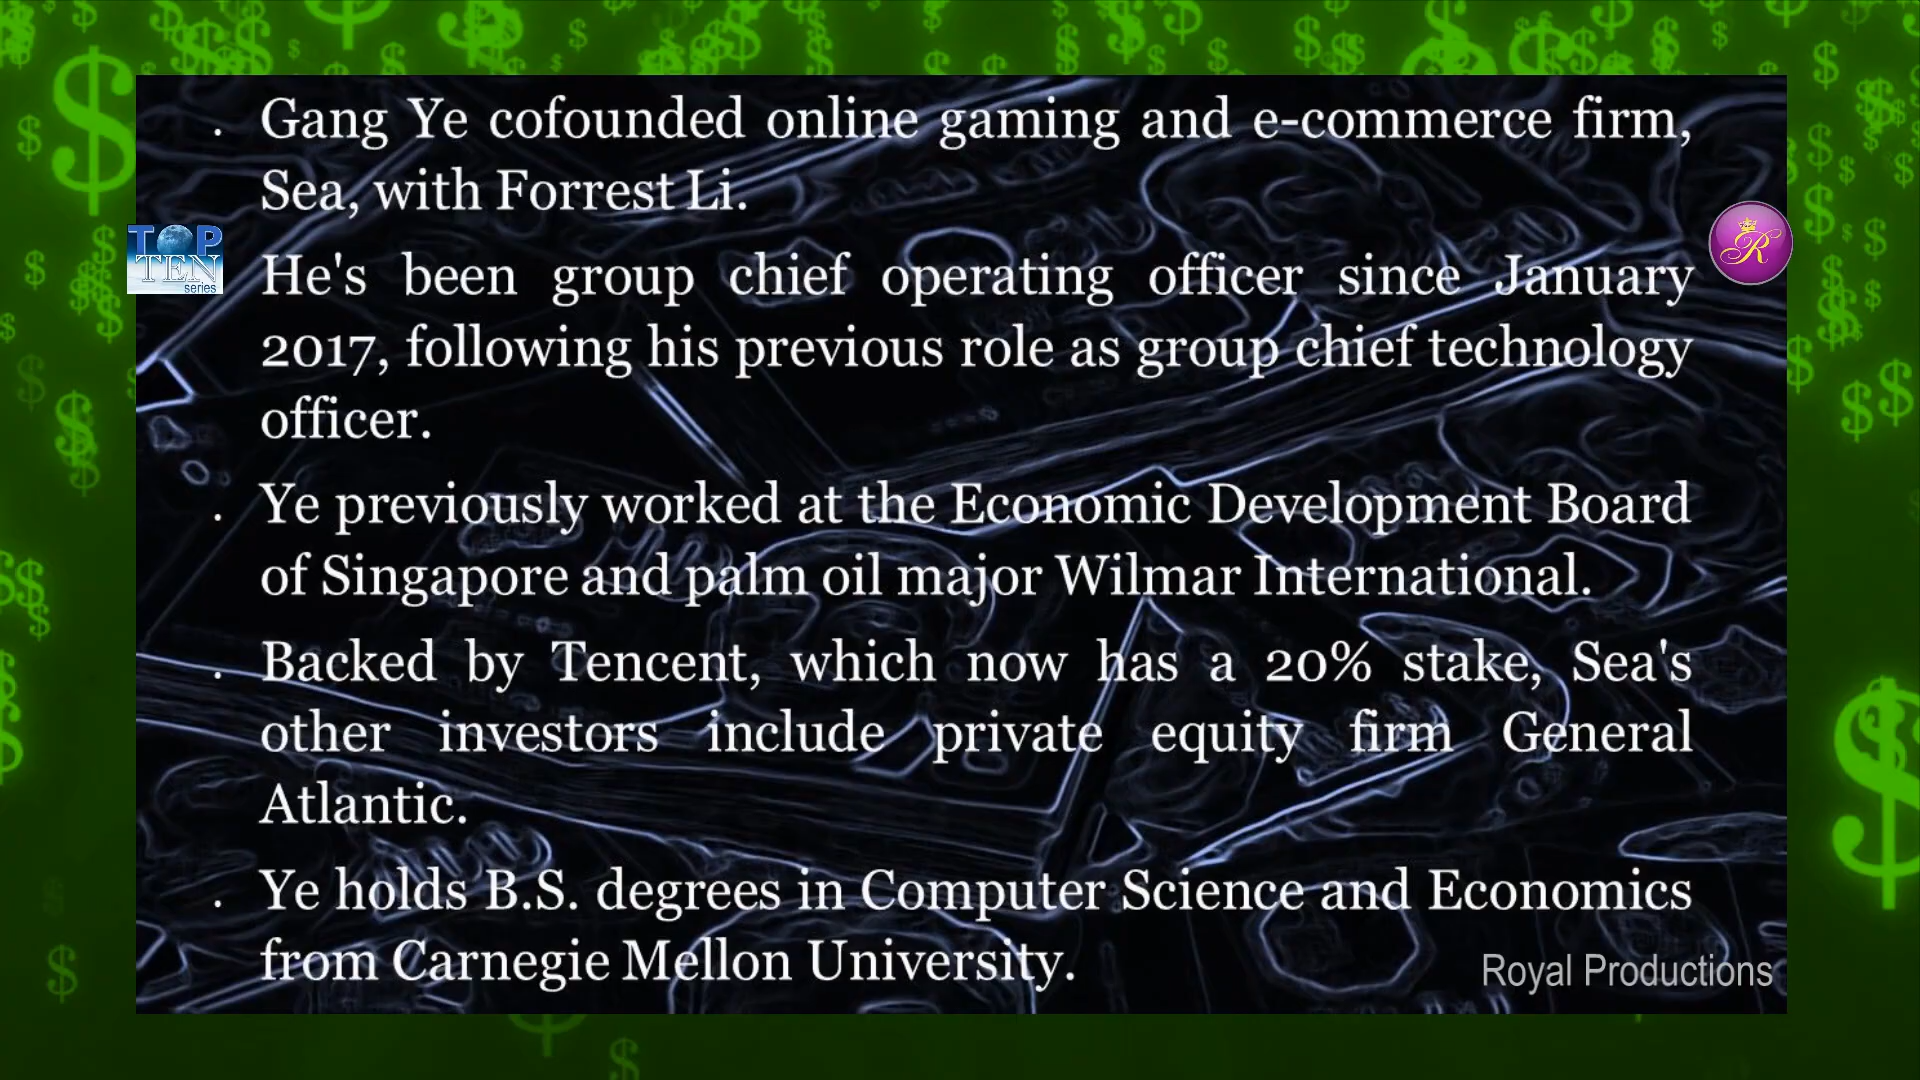 Gang Ye cofounded online gaming and e-commerce firm,
Sea, with Forrest Li.
TOP
TEN
series
R
He's been group chief operating officer since January
2017, following his previous role as group chief technology
officer.
Ye previously worked at the Economic Development Board
of Singapore and palm oil major Wilmar International.
Backed by Tencent, which now has a 20% stake, Sea's
other investors include private equity firm General
Atlantic.
Ye holds B.S. degrees in Computer Science and Economics
from Carnegie Mellon University.
Royal Productions